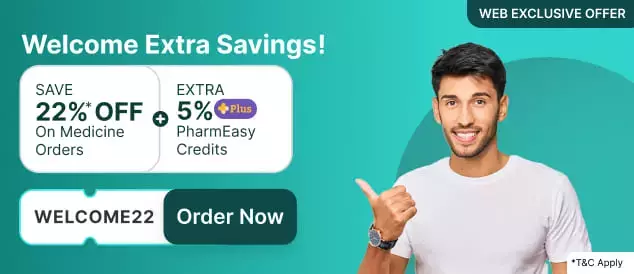 WEB EXCLUSIVE OFFER
Welcome Extra Savings!
SAVE
22%* OFF
On Medicine
Orders
EXTRA
5% Plus
PharmEasy
Credits
WELCOME22
Order Now
*T&C Apply